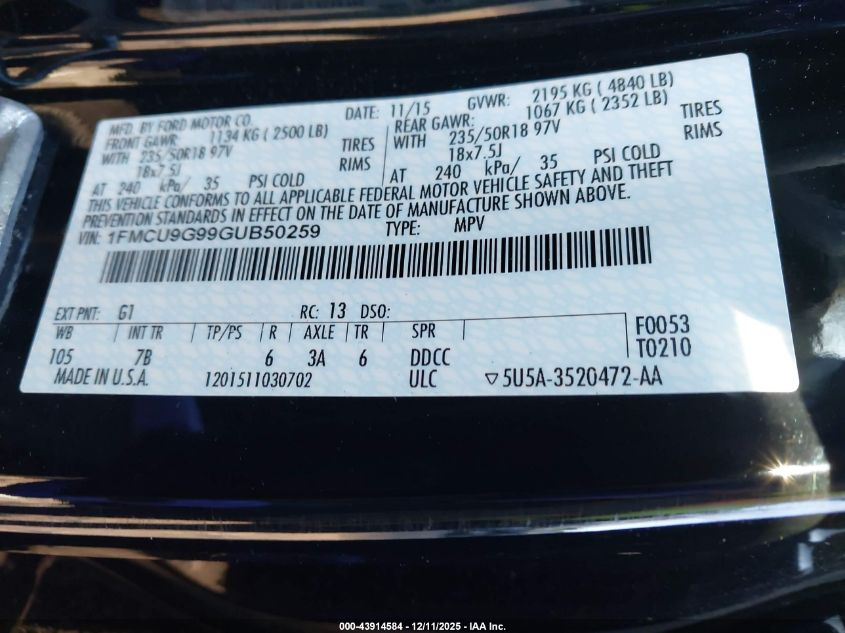 MFD. BY FORD MOTOR CO.
DATE: 11/15 GVWR: 2195 KG ( 4840 LB)
FRONT GAWR: 1134 KG ( 2500 LB)
REAR GAWR: 1067 KG ( 2352 LB)
WITH 235/50R18 97V TIRES
WITH 235/50R18 97V TIRES
18x7.5J RIMS
18x7.5J RIMS
AT 240 kPa/ 35 PSI COLD
AT 240 kPa/ 35 PSI COLD
THIS VEHICLE CONFORMS TO ALL APPLICABLE FEDERAL MOTOR VEHICLE SAFETY AND THEFT
PREVENTION STANDARDS IN EFFECT ON THE DATE OF MANUFACTURE SHOWN ABOVE.
VIN: 1FMCU9G99GUB50259 TYPE: MPV
EXT PNT: G1 RC: 13 DSO:
WB INT TR TP/PS R AXLE TR SPR F0053
105 7B 6 3A 6 DDCC T0210
MADE IN U.S.A. 1201511030702 ULC ▽5U5A-3520472-AA
000-43914584 - 12/11/2025 - IAA Inc.